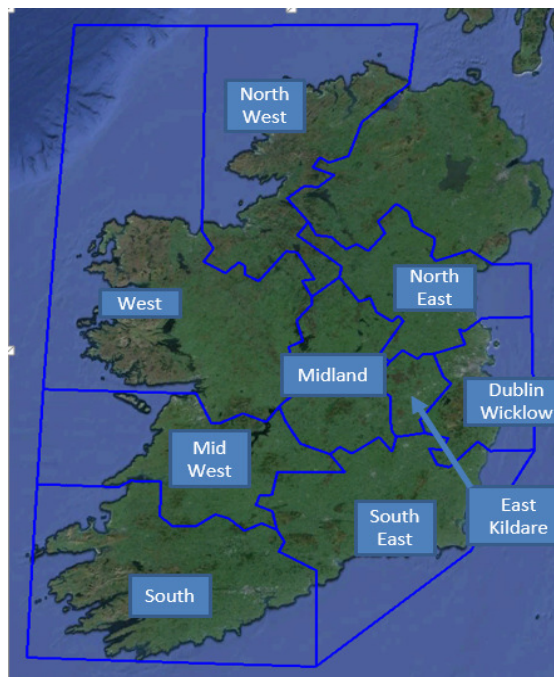 North
West
North
East
West
Midland
Dublin
Wicklow
Mid
West
South
East
East
Kildare
South